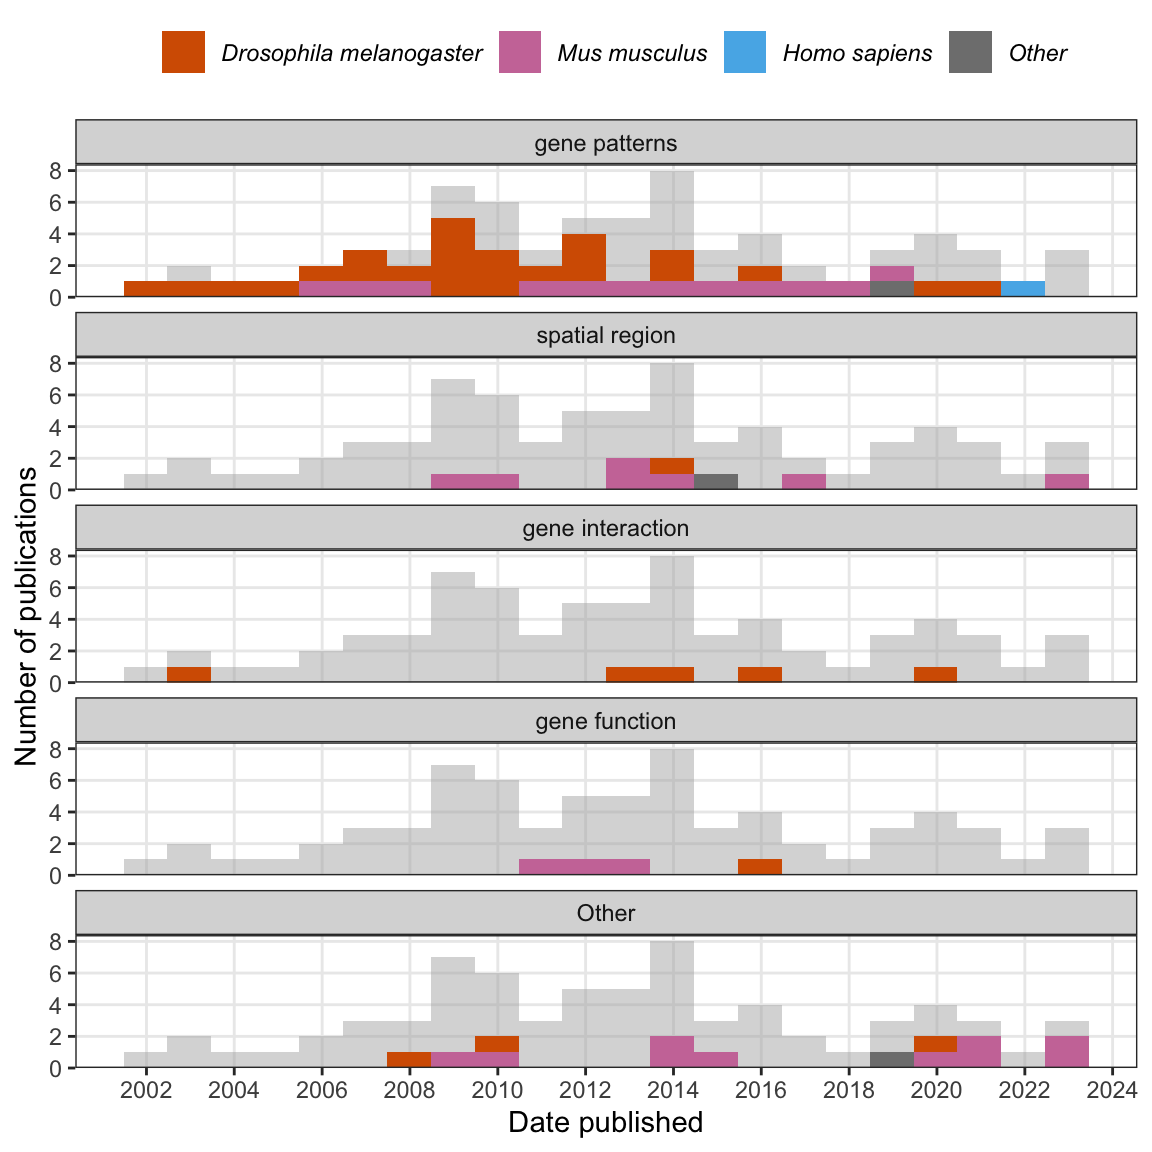 Drosophila melanogaster Mus musculus Homo sapiens Other
gene patterns
8
6
4
2
0
spatial region
8
6
4
2
0
gene interaction
8
6
4
2
0
gene function
8
6
4
2
0
Other
8
6
4
2
0
Number of publications
2002 2004 2006 2008 2010 2012 2014 2016 2018 2020 2022 2024
Date published